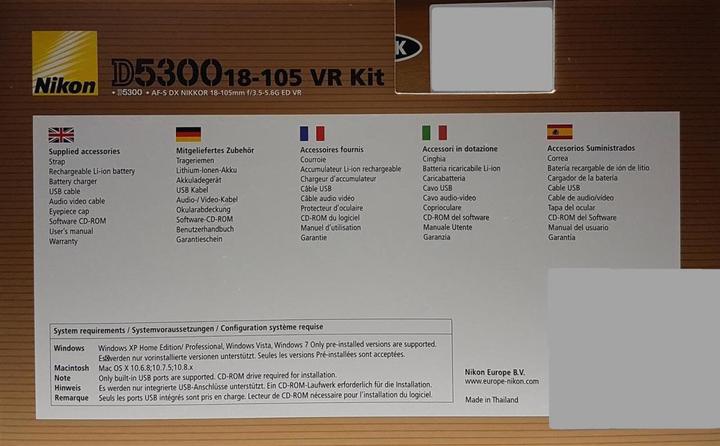 Nikon
D5300 18-105 VR Kit
• D5300 • AF-S DX NIKKOR 18-105mm f/3.5-5.6G ED VR
K
Supplied accessories
Strap
Rechargeable Li-ion battery
Battery charger
USB cable
Audio video cable
Eyepiece cap
Software CD-ROM
User's manual
Warranty
Mitgeliefertes Zubehör
Trageriemen
Lithium-Ionen-Akku
Akkuladegerät
USB Kabel
Audio-/ Video-Kabel
Okularabdeckung
Software-CD-ROM
Benutzerhandbuch
Garantieschein
Accessoires fournis
Courroie
Accumulateur Li-ion rechargeable
Chargeur d'accumulateur
Câble USB
Câble audio vidéo
Protecteur d'oculaire
CD-ROM du logiciel
Manuel d'utilisation
Garantie
Accessori in dotazione
Cinghia
Batteria ricaricabile Li-ion
Caricabatteria
Cavo USB
Cavo audio-video
Coprioculare
CD-ROM del software
Manuale Utente
Garanzia
Accesorios Suministrados
Correa
Batería recargable de ión de litio
Cargador de la batería
Cable USB
Cable de audio/vídeo
Tapa del ocular
CD-ROM del Software
Manual del usuario
Garantía
System requirements / Systemvoraussetzungen / Configuration système requise
Windows Windows XP Home Edition/ Professional, Windows Vista, Windows 7 Only pre-installed versions are supported.
Es werden nur vorinstallierte versionen unterstützt. Seules les versions Pré-installées sont acceptées.
Macintosh Mac OS X 10.6.8;10.7.5;10.8.x
Note Only built-in USB ports are supported. CD-ROM drive required for installation.
Hinweis Es werden nur integrierte USB-Anschlüsse unterstützt. Ein CD-ROM-Laufwerk erforderlich für die Installation.
Remarque Seuls les ports USB intégrés sont pris en charge. Lecteur de CD-ROM nécessaire pour l'installation du logiciel.
Nikon Europe B.V.
www.europe-nikon.com
Made in Thailand